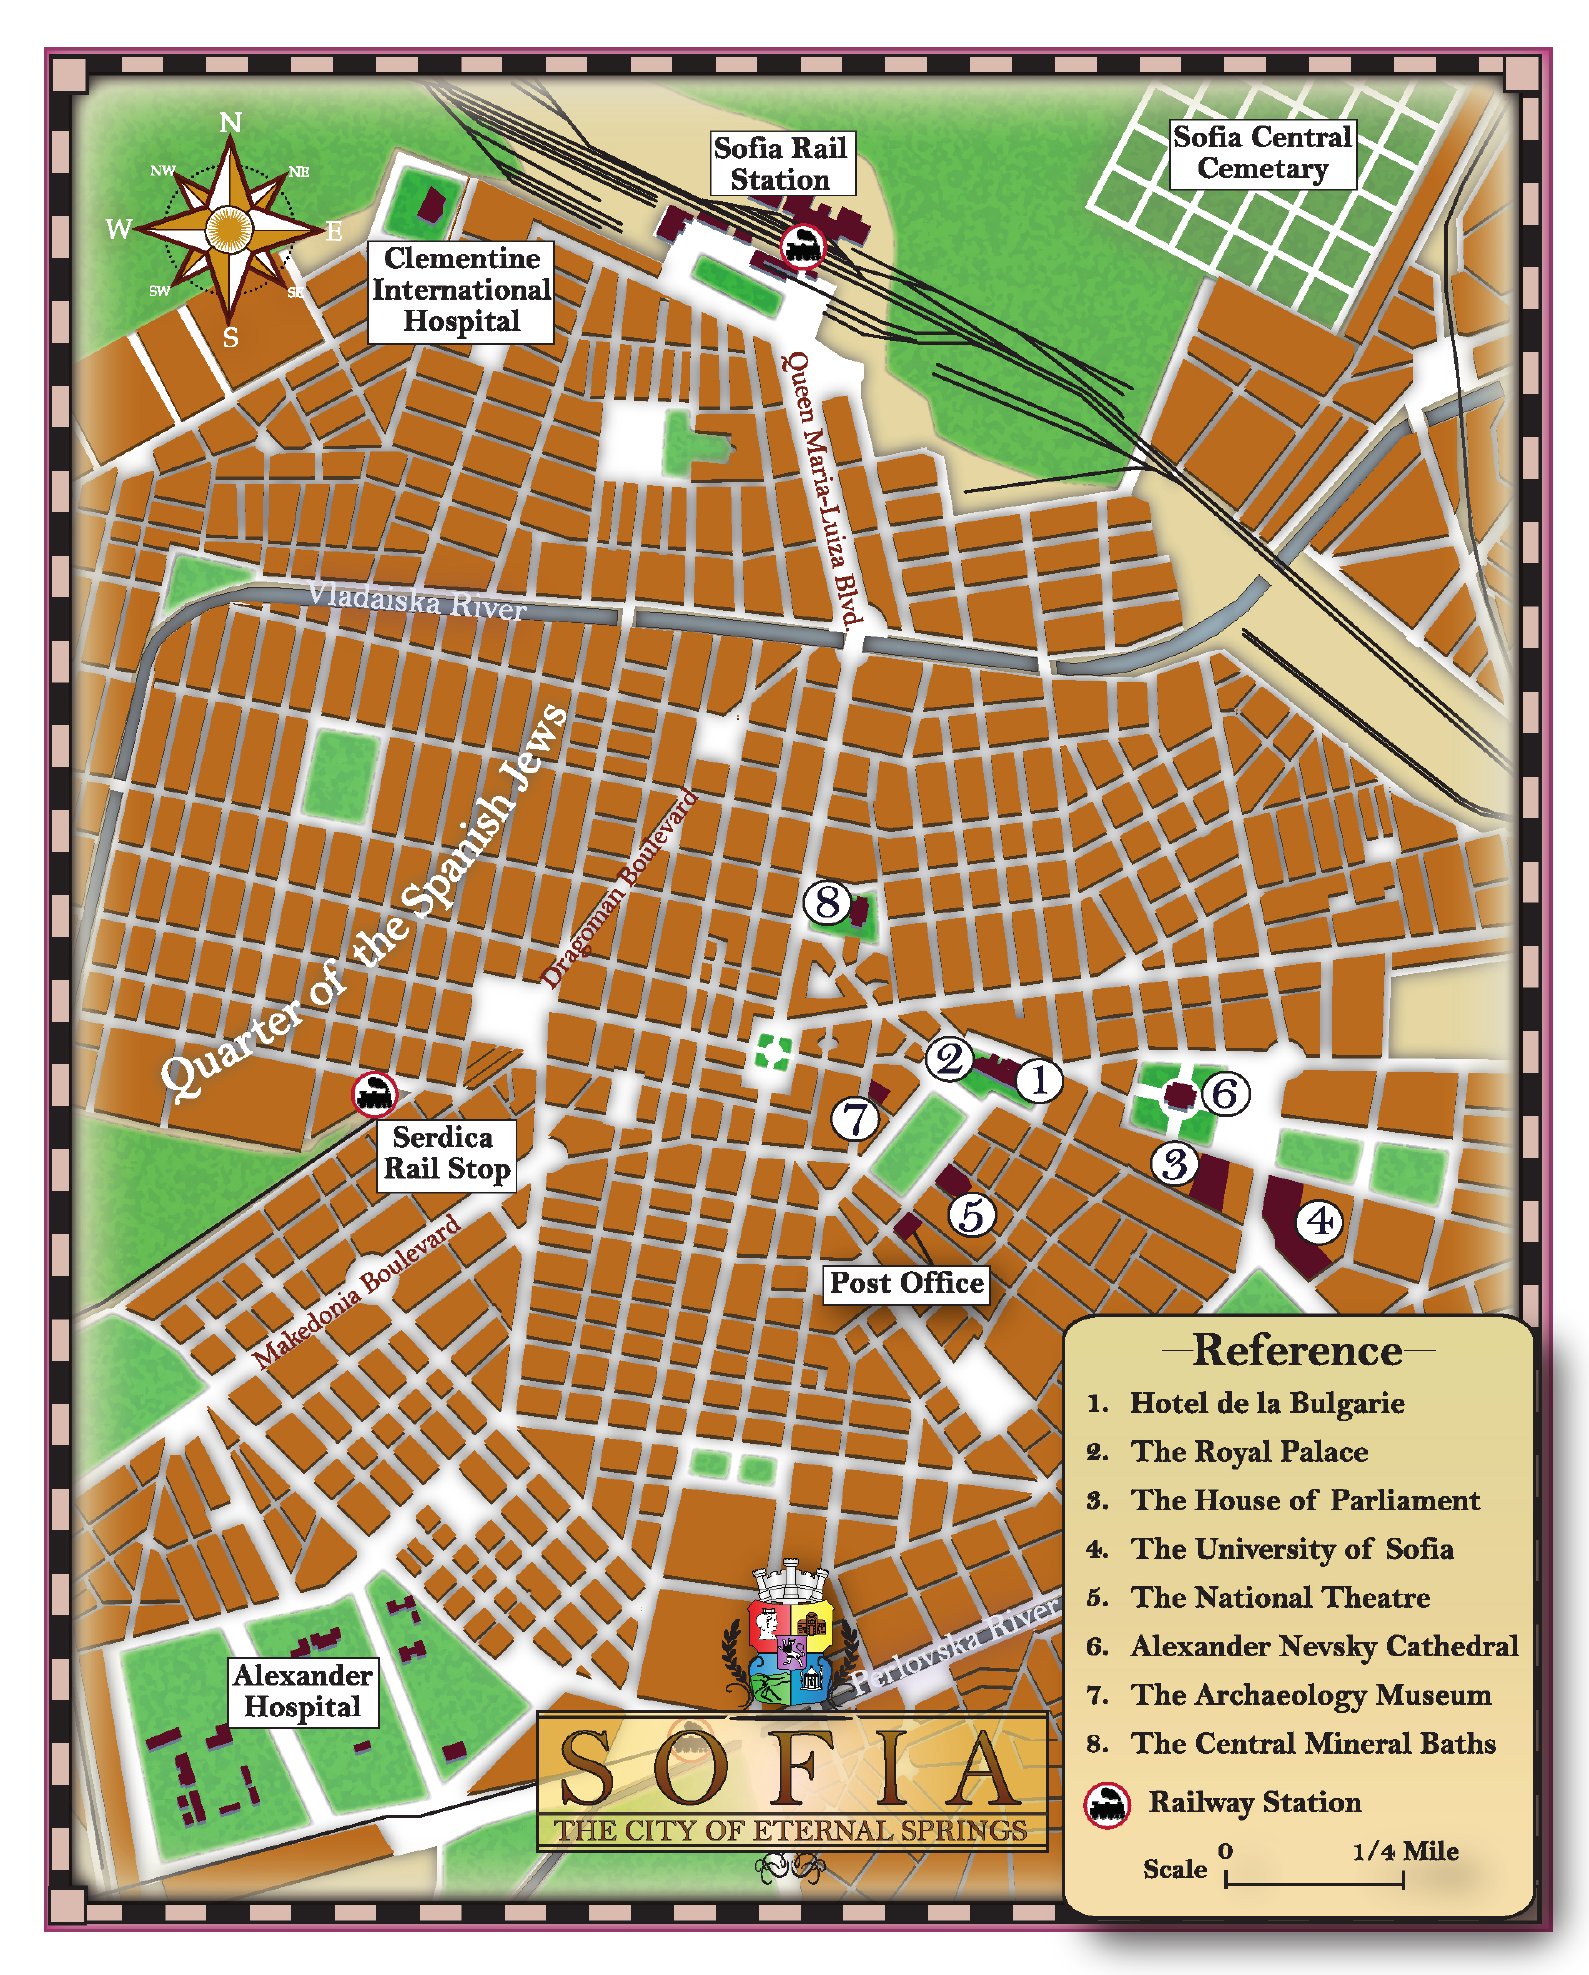 N
NW
NE
W
E
SW
SE
S
Sofia Rail
Station
Sofia Central
Cemetary
Clementine
International
Hospital
Queen Maria-Luiza Blvd.
Vladaiska River
Quarter of the Spanish Jews
Dragoman Boulevard
8
2
1
7
6
3
5
4
Serdica
Rail Stop
Makedonia Boulevard
Post Office
Alexander
Hospital
Perlovska River
SOFIA
THE CITY OF ETERNAL SPRINGS
Reference
1. Hotel de la Bulgarie
2. The Royal Palace
3. The House of Parliament
4. The University of Sofia
5. The National Theatre
6. Alexander Nevsky Cathedral
7. The Archaeology Museum
8. The Central Mineral Baths
Railway Station
Scale 0 1/4 Mile